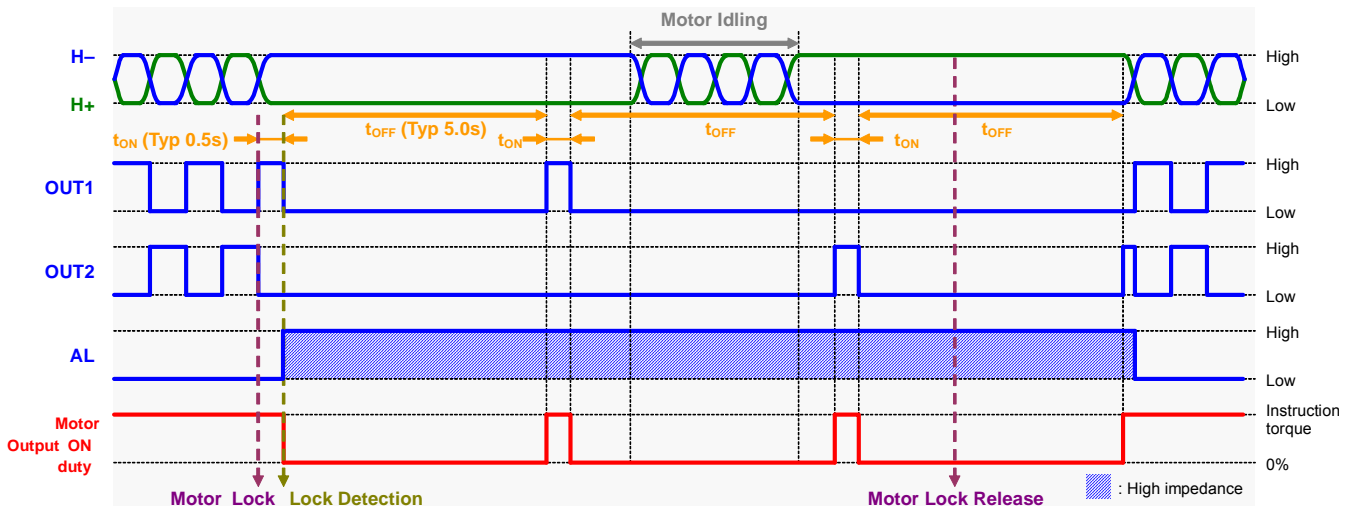 Motor Idling
H–
High
H+
Low
tOFF (Typ 5.0s)
tOFF
tOFF
tON (Typ 0.5s)
tON
tON
High
OUT1
Low
High
OUT2
Low
High
AL
Low
Motor
Output ON
duty
Instruction
torque
0%
Motor Lock
Lock Detection
Motor Lock Release
: High impedance